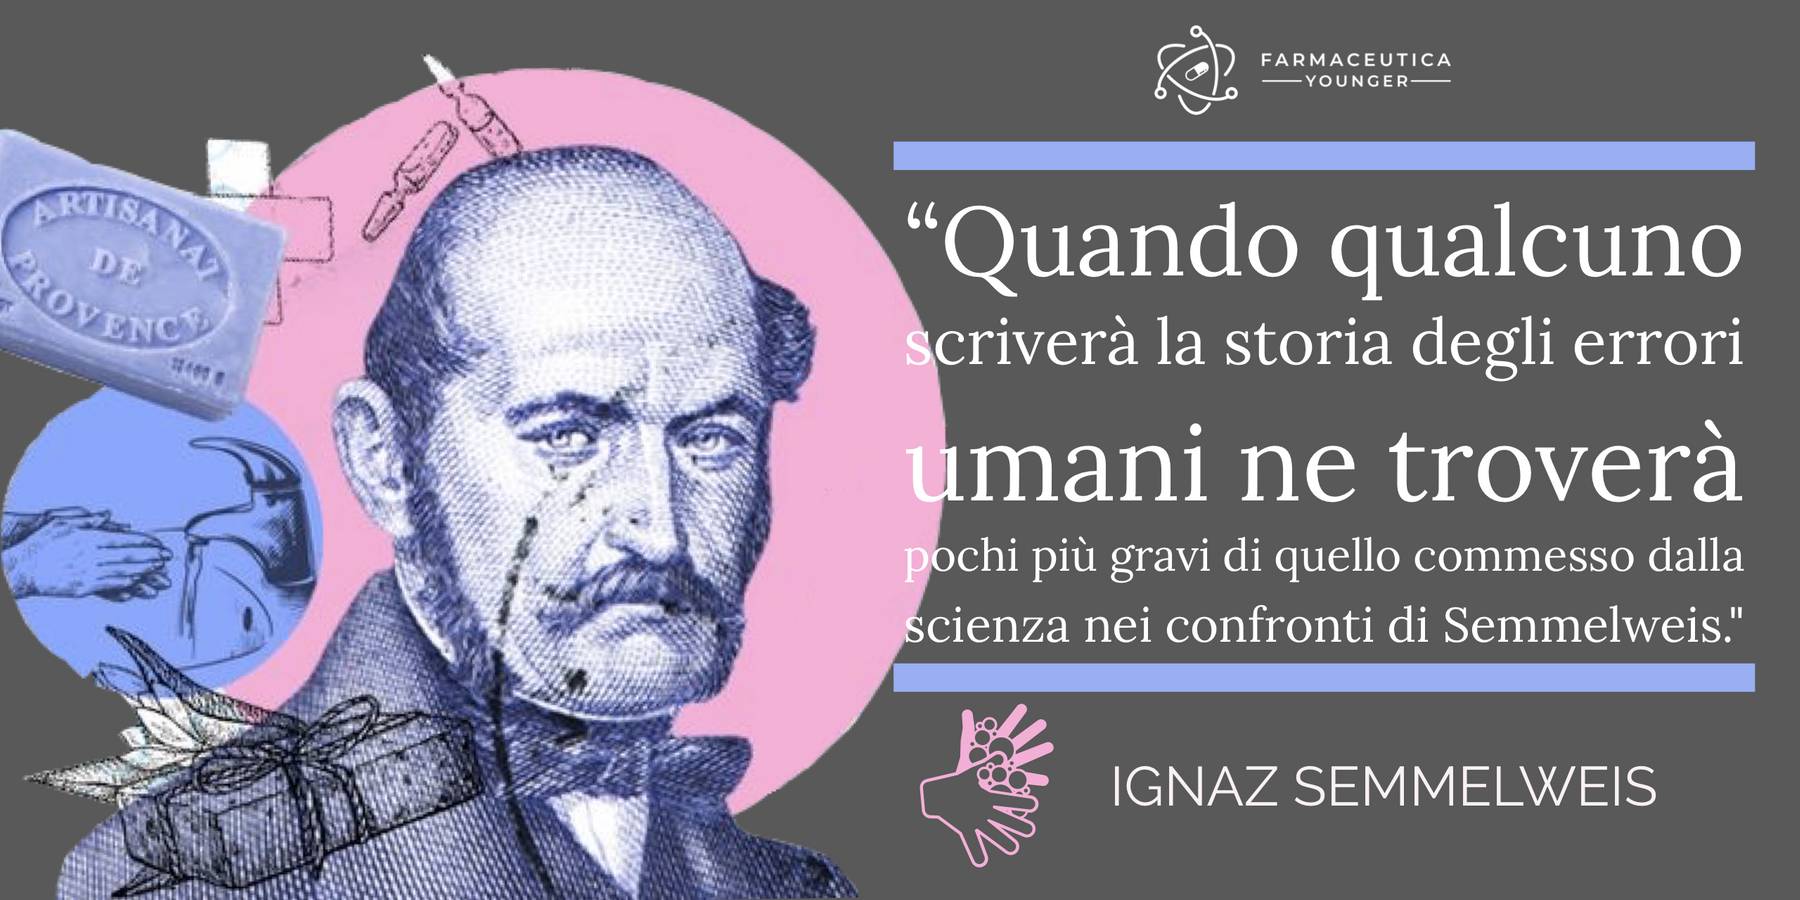 FARMACEUTICA
YOUNGER
ARTISANAT
DE
PROVENCE
“Quando qualcuno
scriverà la storia degli errori
umani ne troverà
pochi più gravi di quello commesso dalla
scienza nei confronti di Semmelweis."
IGNAZ SEMMELWEIS